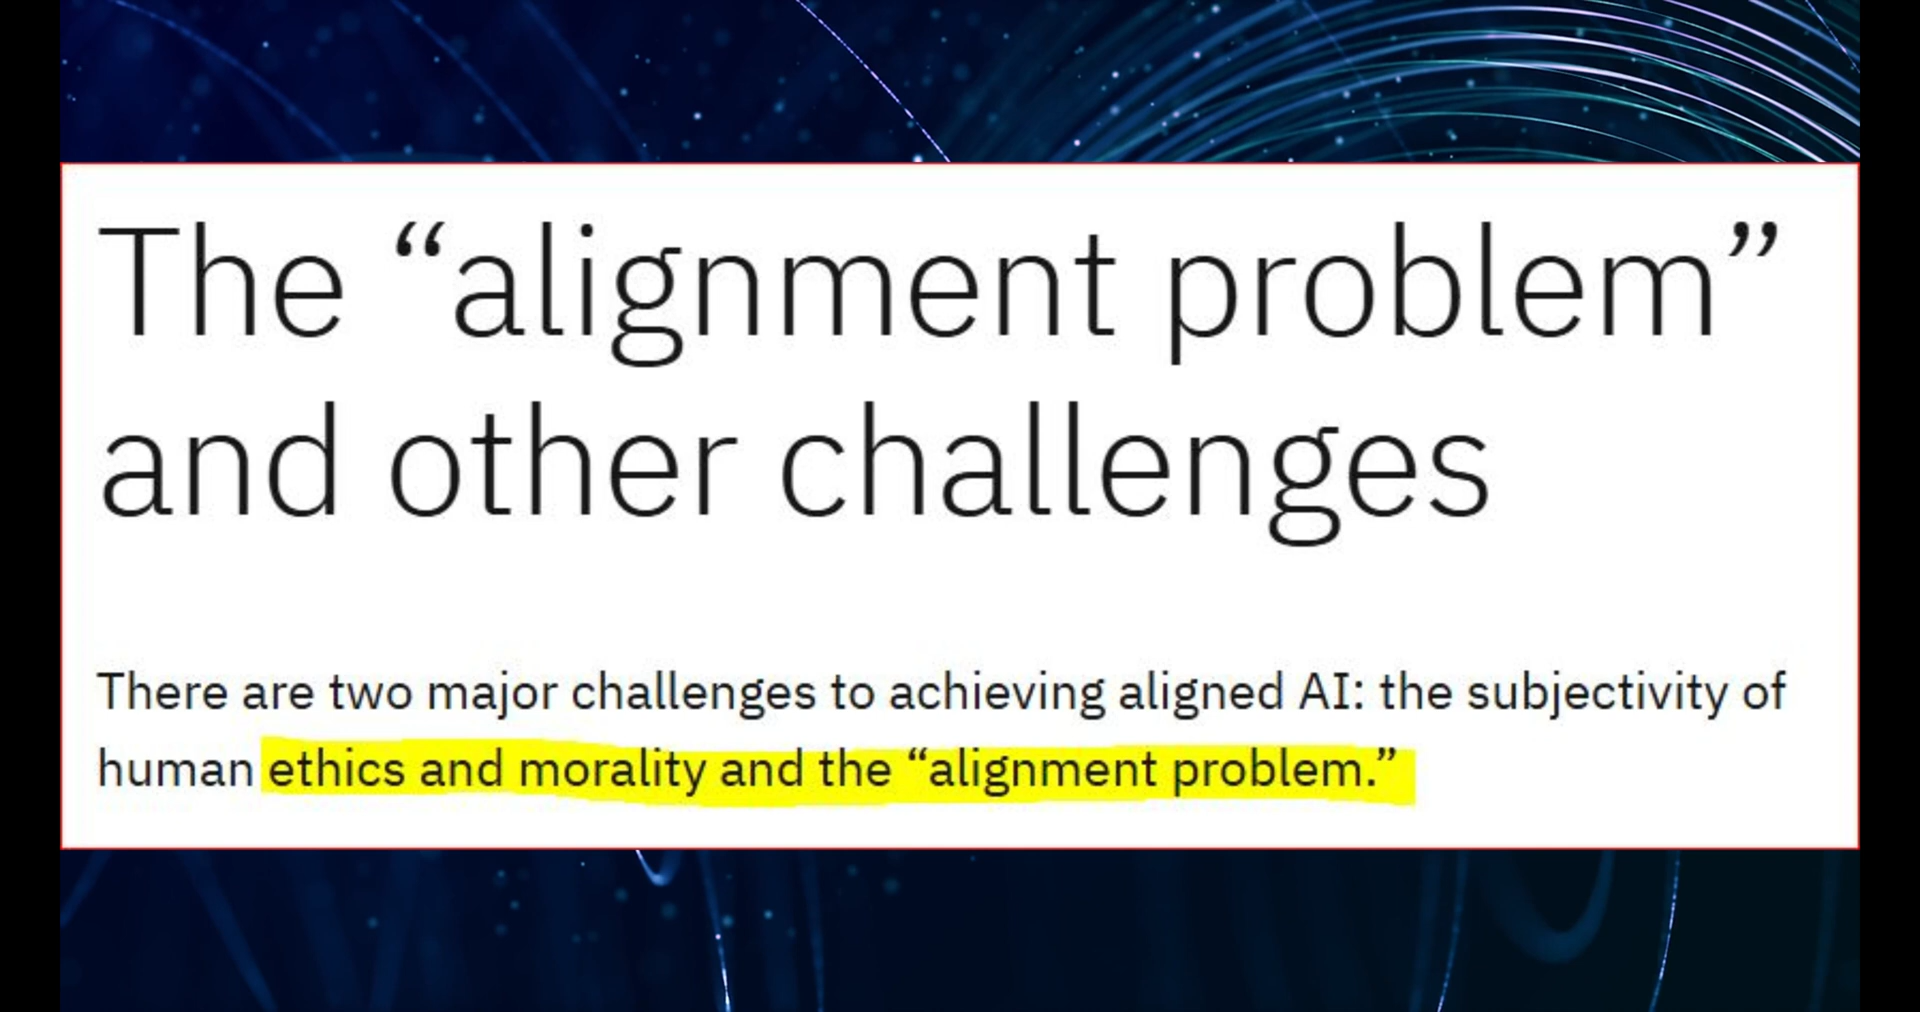 The “alignment problem”
and other challenges
There are two major challenges to achieving aligned AI: the subjectivity of
human ethics and morality and the “alignment problem.”